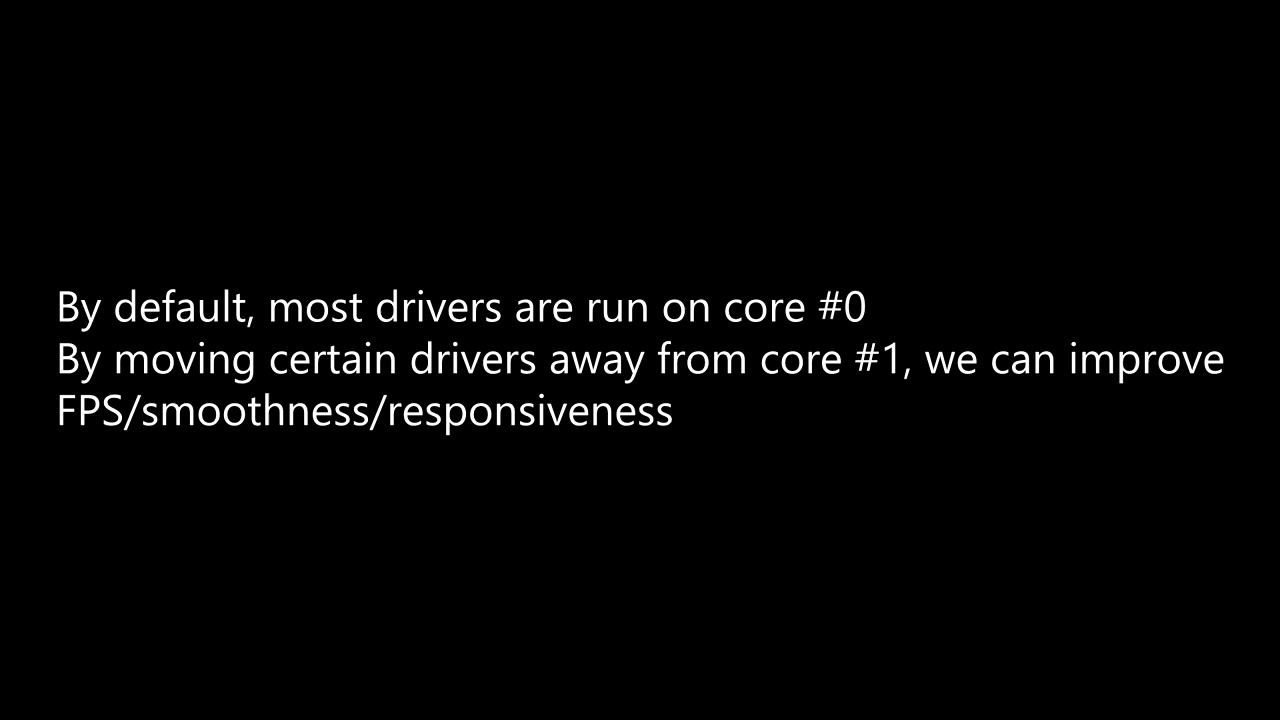 By default, most drivers are run on core #0
By moving certain drivers away from core #1, we can improve
FPS/smoothness/responsiveness